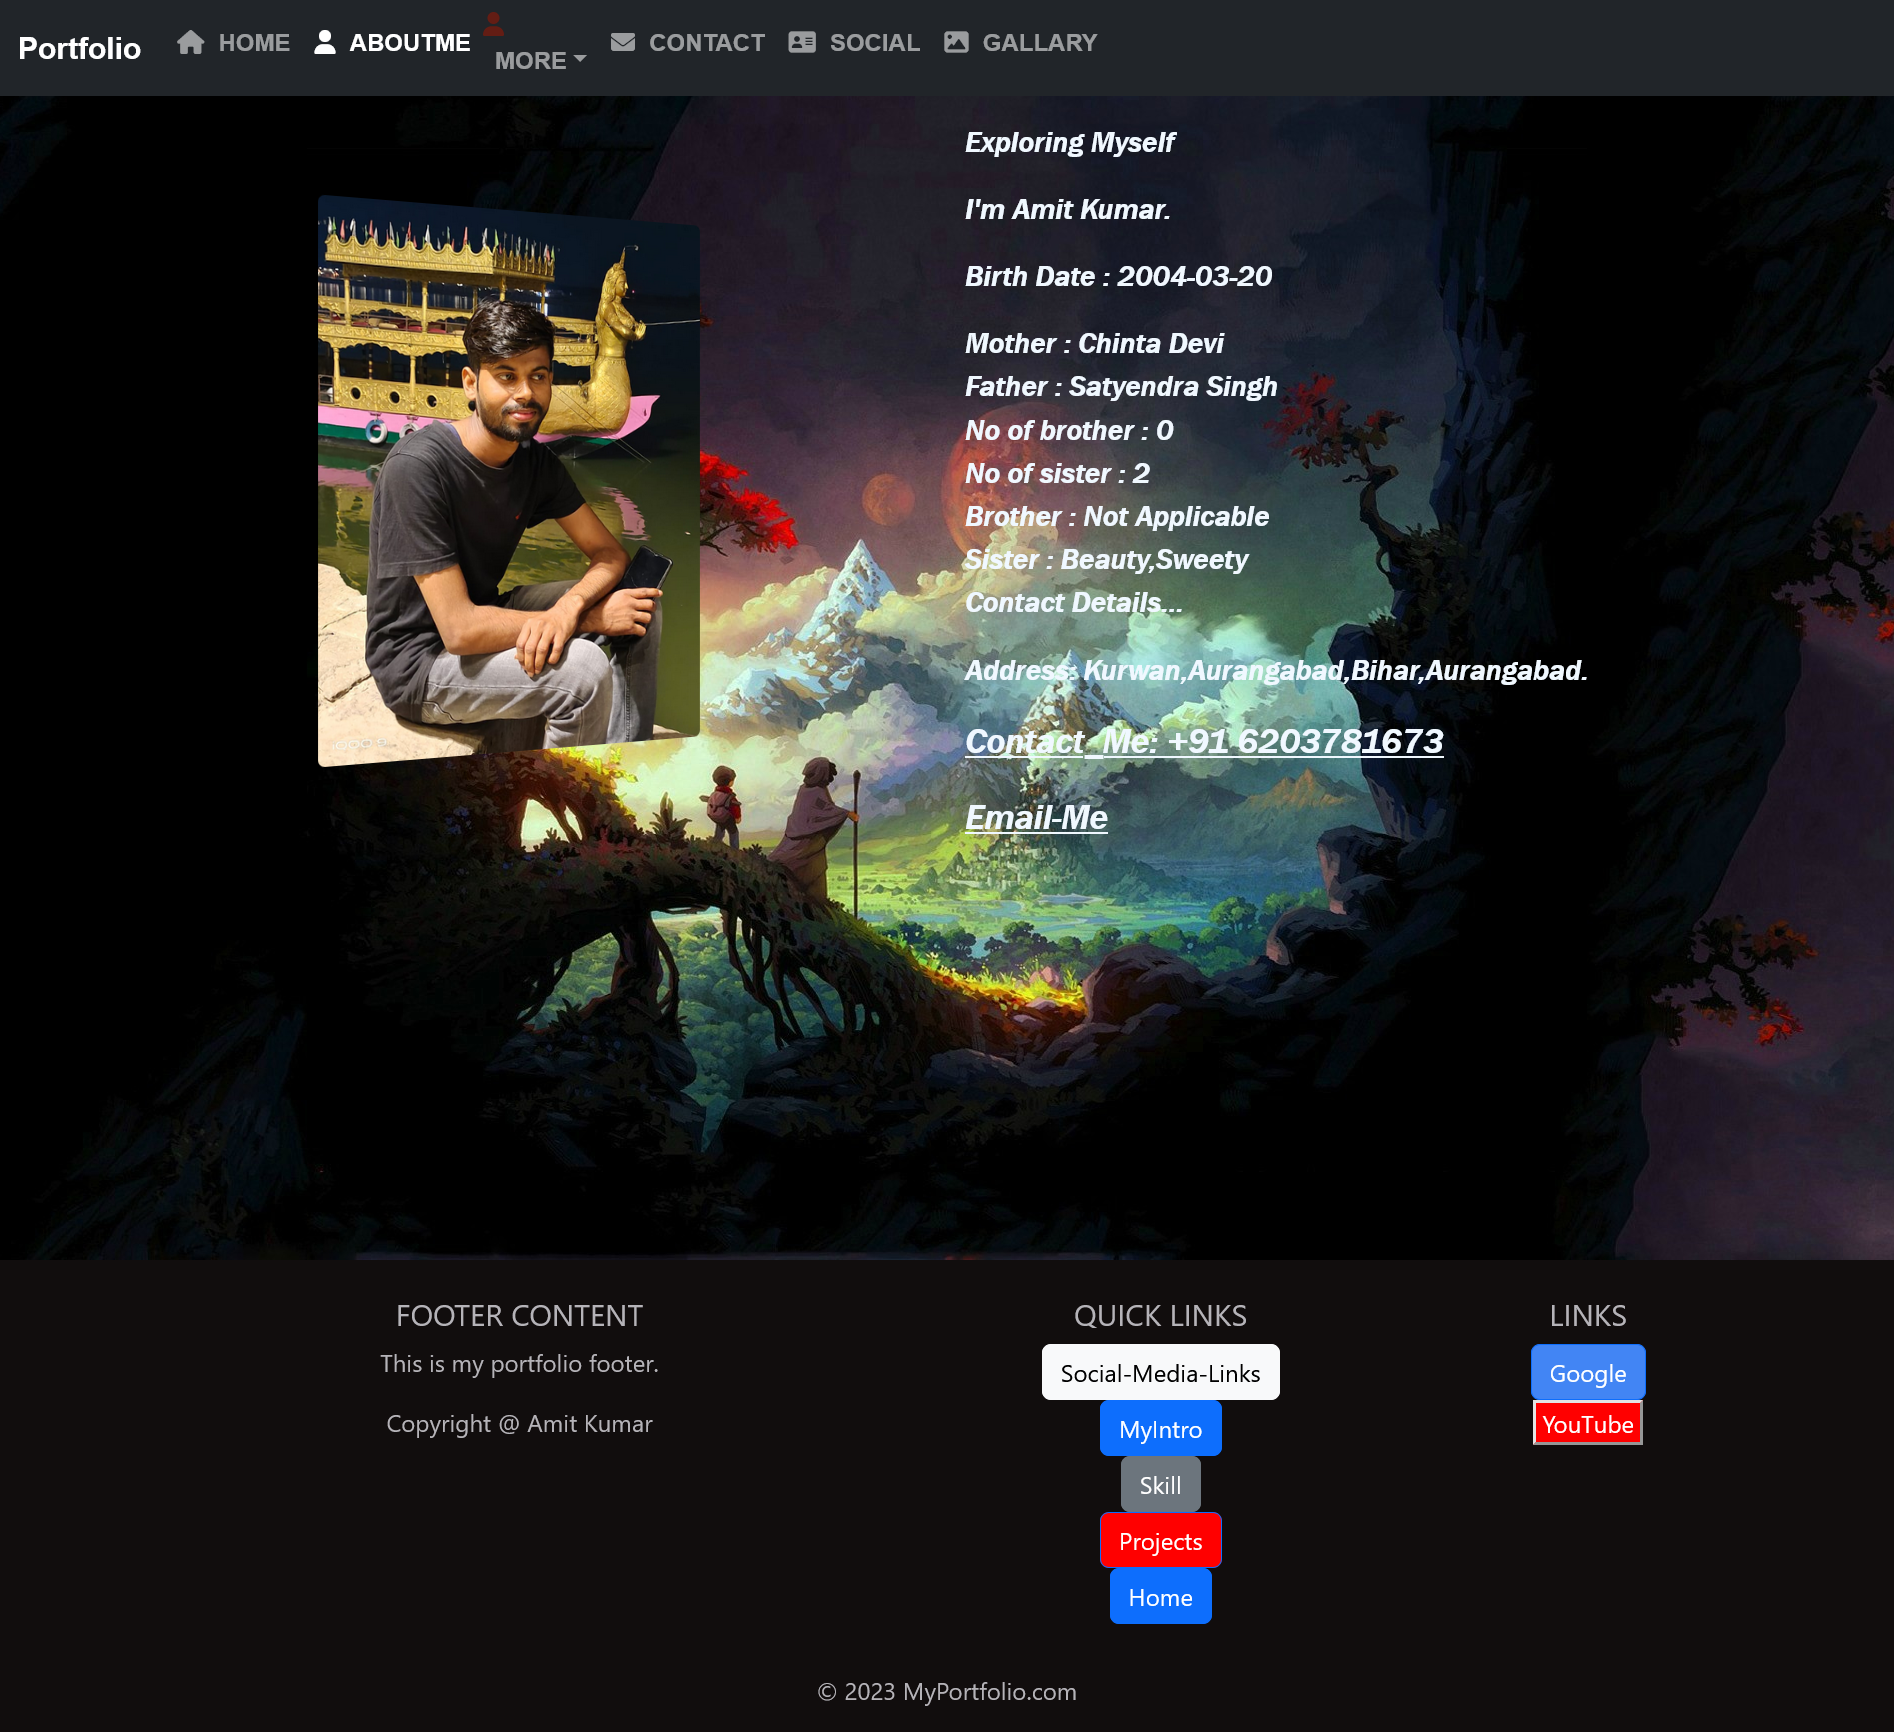 Portfolio
HOME
ABOUTME
MORE
CONTACT
SOCIAL
GALLARY
Exploring Myself
I'm Amit Kumar.
Birth Date : 2004-03-20
Mother : Chinta Devi
Father : Satyendra Singh
No of brother : 0
No of sister : 2
Brother : Not Applicable
Sister : Beauty,Sweety
Contact Details...
Address: Kurwan,Aurangabad,Bihar,Aurangabad.
Contact_Me: +91 6203781673
Email-Me
FOOTER CONTENT
This is my portfolio footer.
Copyright @ Amit Kumar
QUICK LINKS
Social-Media-Links
MyIntro
Skill
Projects
Home
LINKS
Google
YouTube
© 2023 MyPortfolio.com